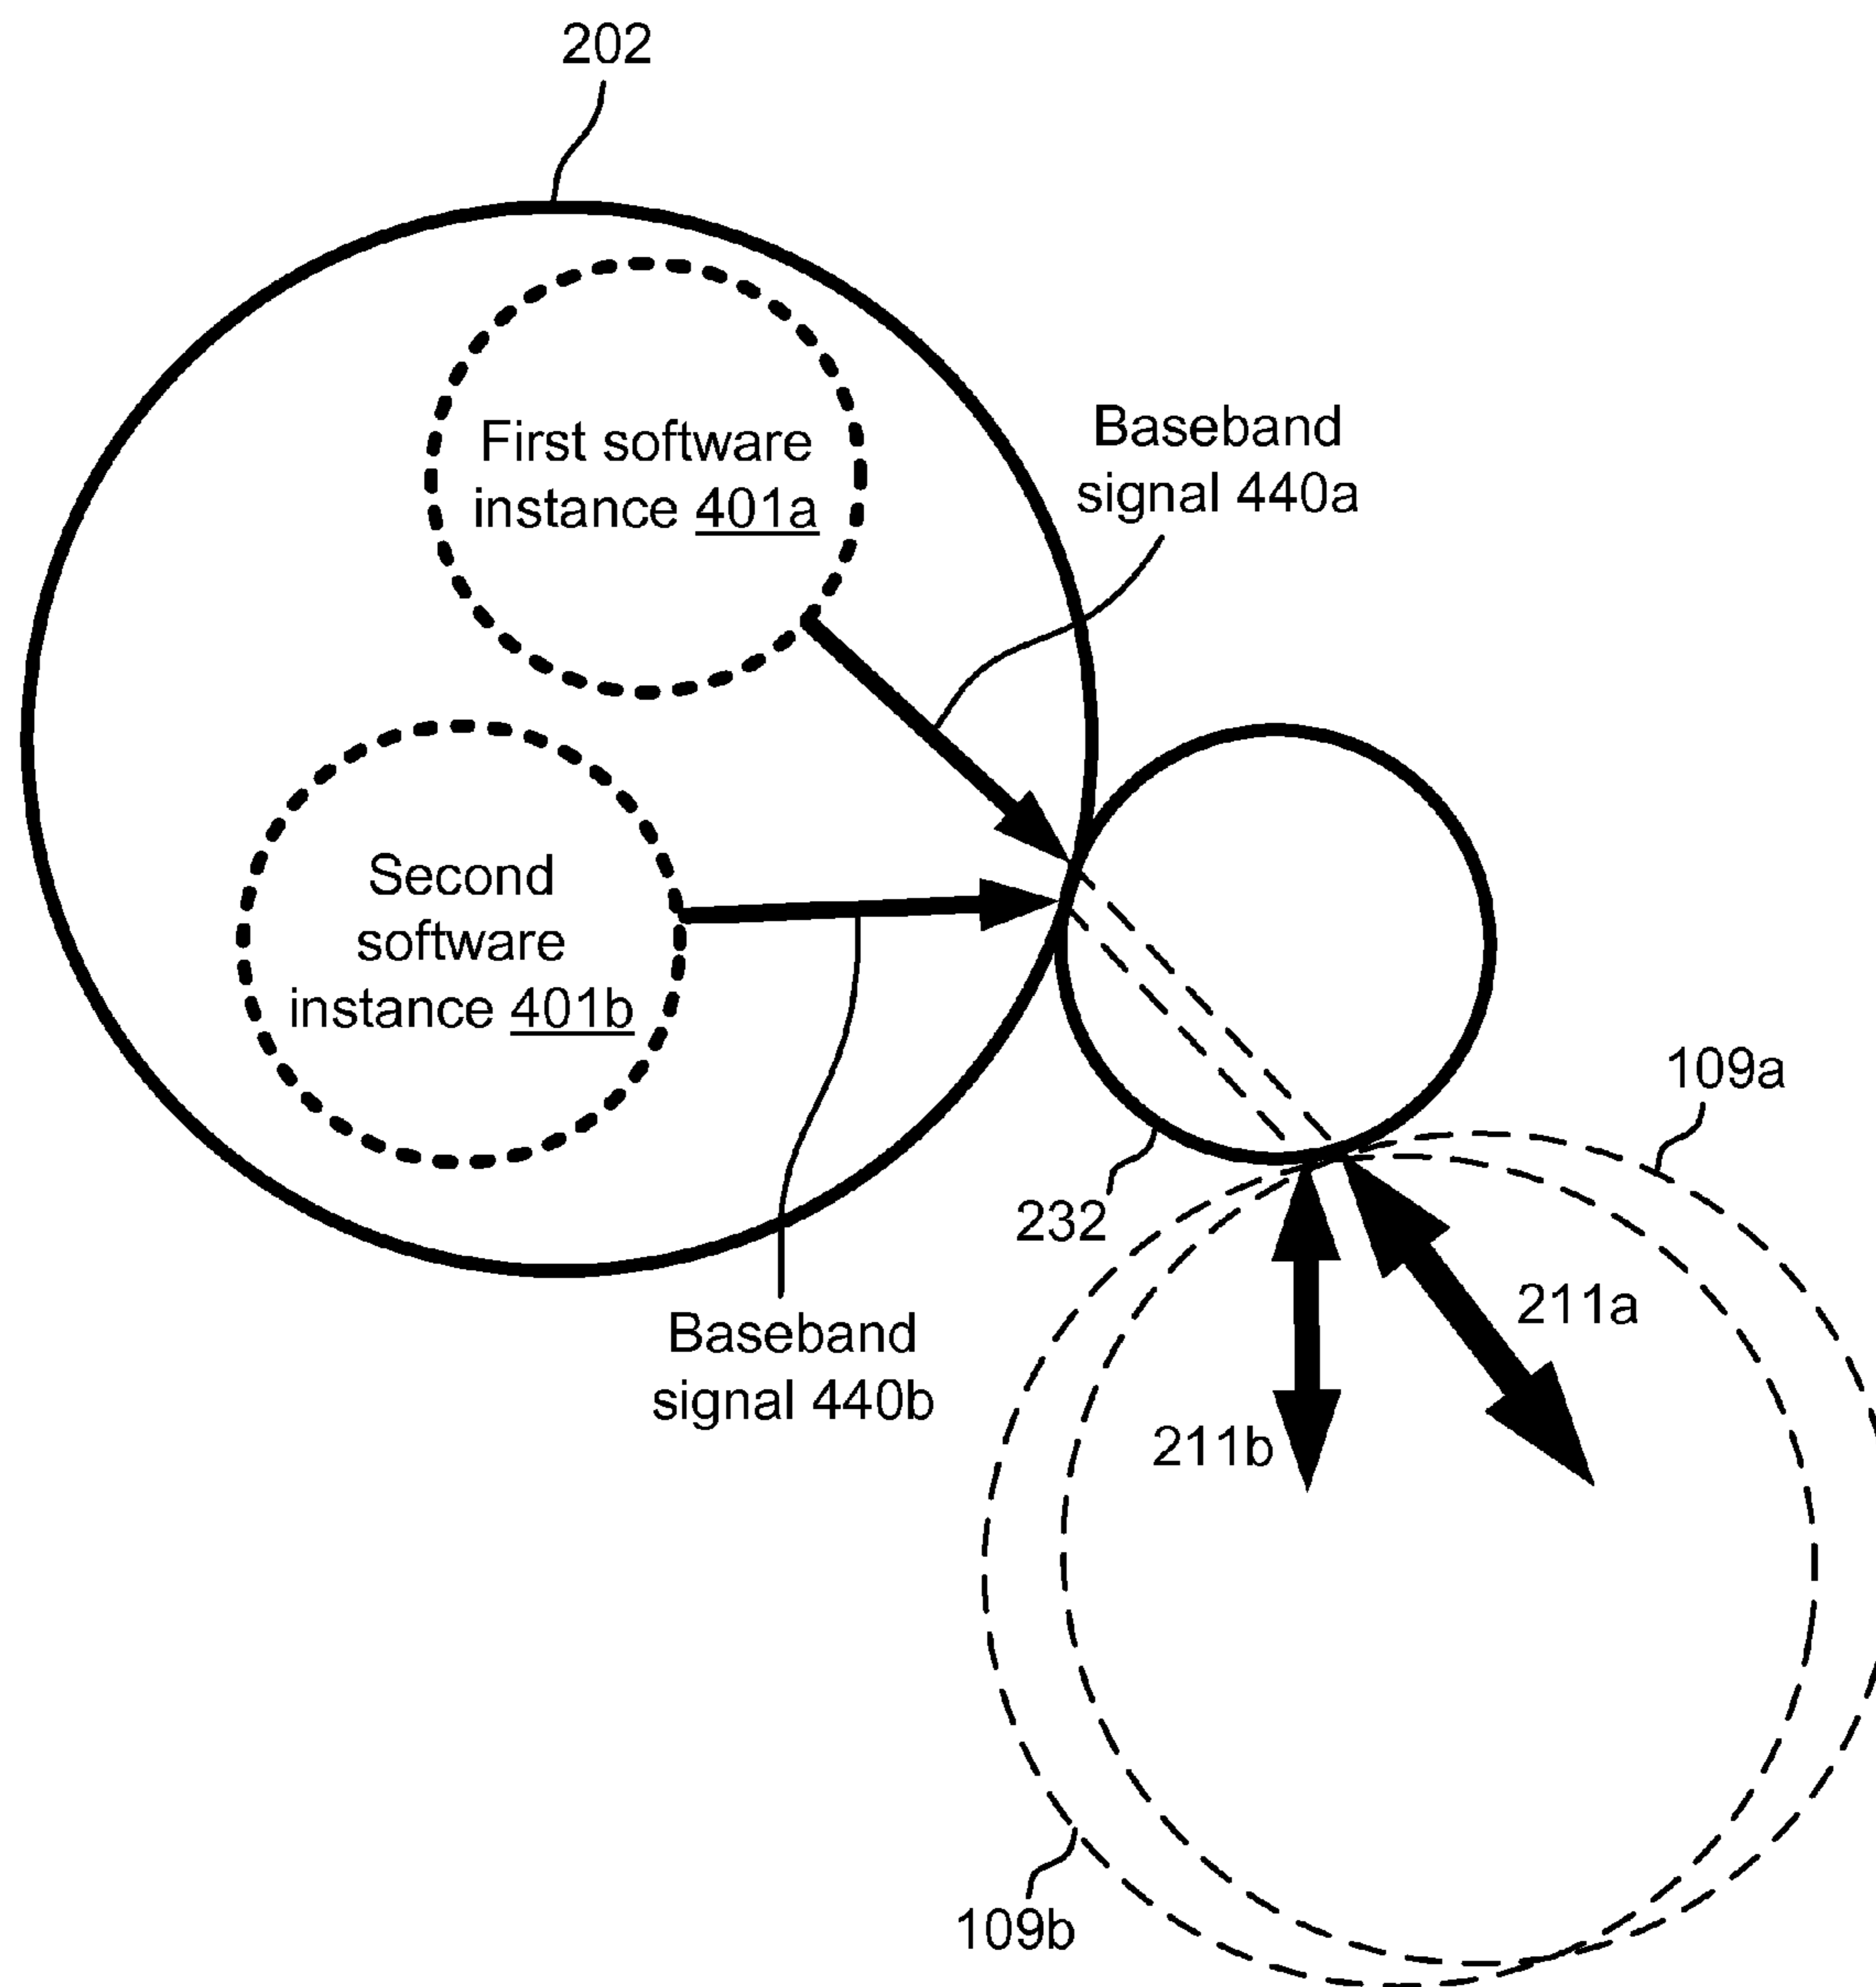 202
First software
instance 401a
Baseband
signal 440a
Second
software
instance 401b
109a
232
211a
Baseband
signal 440b
211b
109b